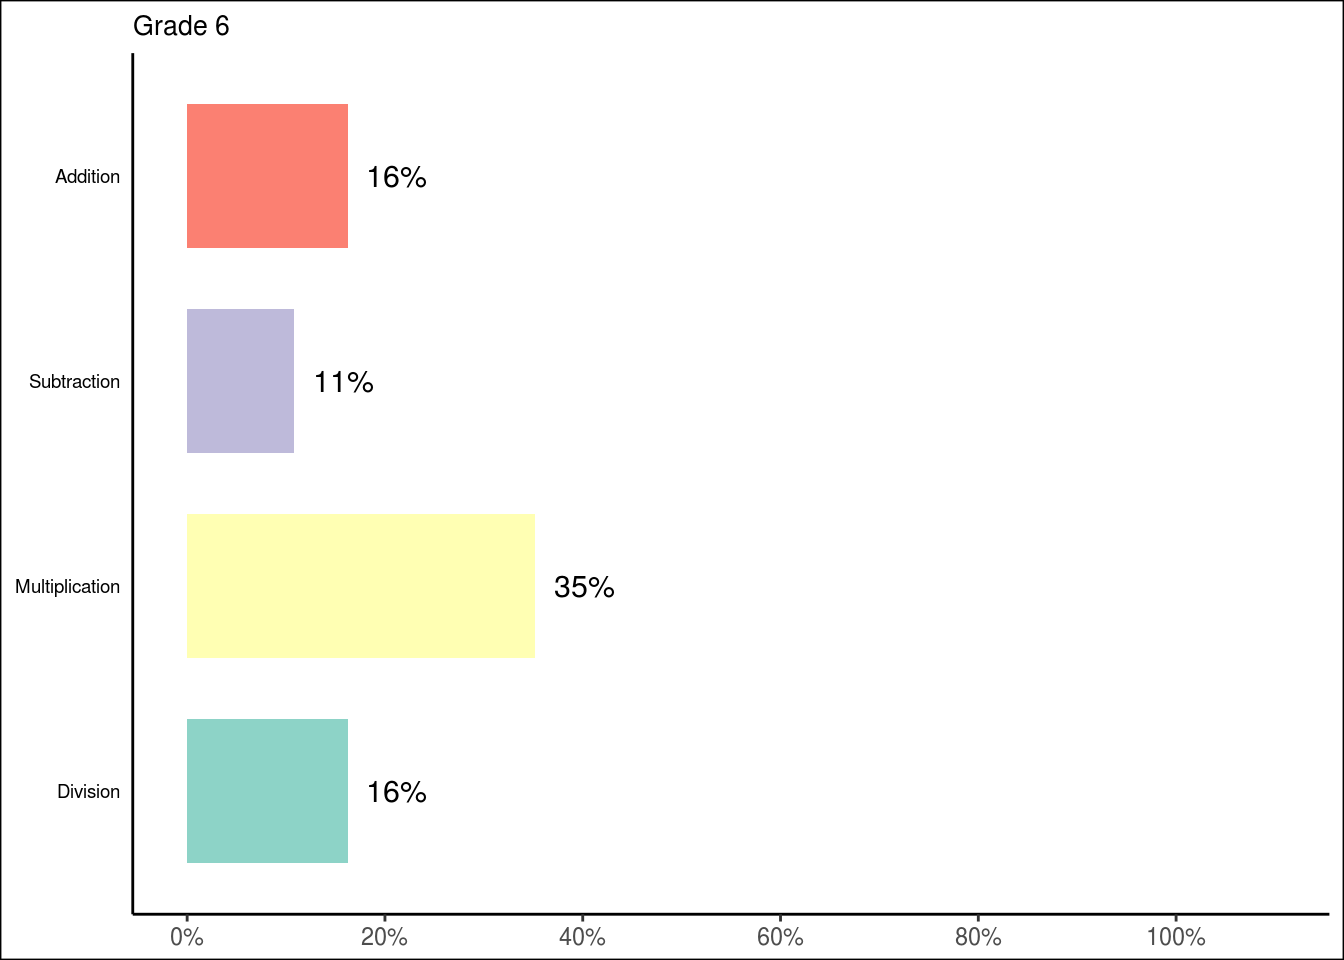 Grade 6
Addition
16%
Subtraction
11%
Multiplication
35%
Division
16%
0% 20% 40% 60% 80% 100%